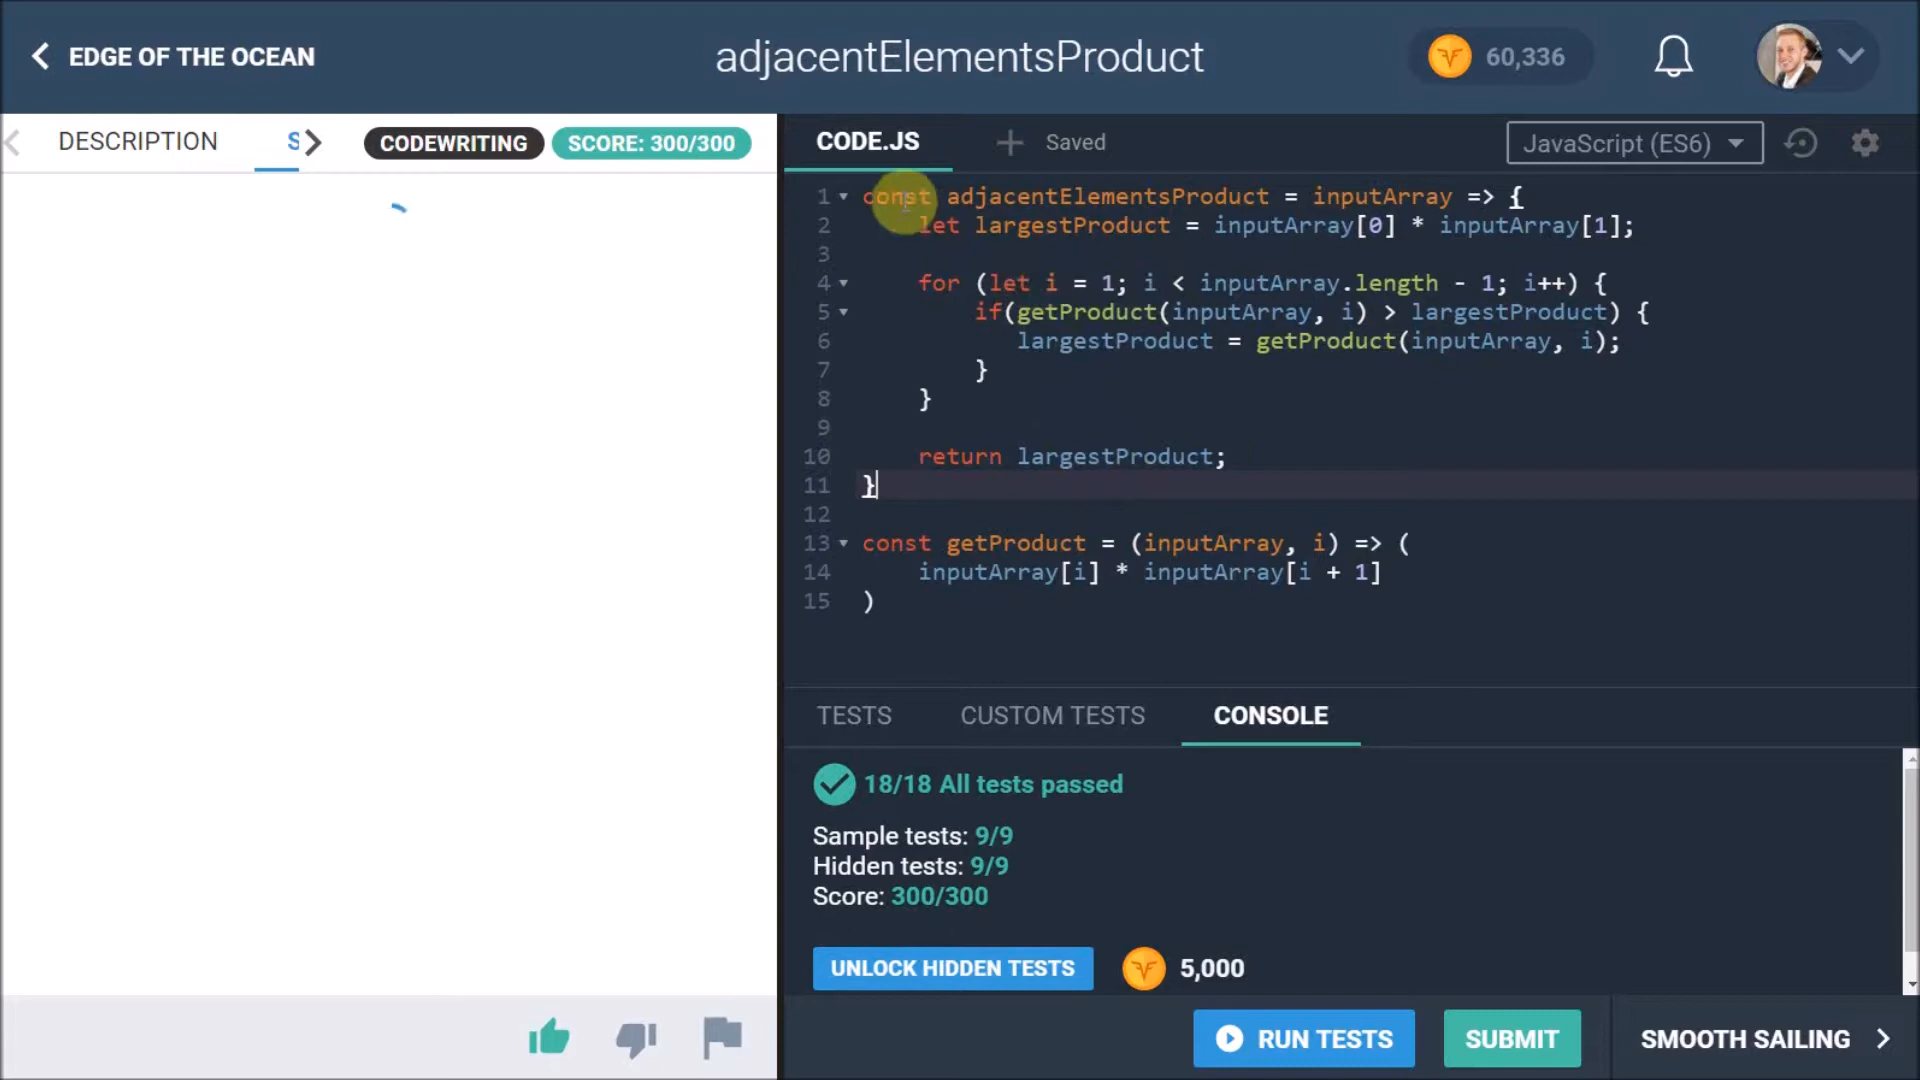 EDGE OF THE OCEAN
adjacentElementsProduct
60,336
DESCRIPTION
S
CODEWRITING
SCORE: 300/300
CODE.JS
Saved
JavaScript (ES6)
1 const adjacentElementsProduct = inputArray => {
2 let largestProduct = inputArray[0] * inputArray[1];
3
4 for (let i = 1; i < inputArray.length - 1; i++) {
5 if(getProduct(inputArray, i) > largestProduct) {
6 largestProduct = getProduct(inputArray, i);
7 }
8 }
9
10 return largestProduct;
11 }
12
13 const getProduct = (inputArray, i) => (
14 inputArray[i] * inputArray[i + 1]
15 )
TESTS
CUSTOM TESTS
CONSOLE
18/18 All tests passed
Sample tests: 9/9
Hidden tests: 9/9
Score: 300/300
UNLOCK HIDDEN TESTS
5,000
RUN TESTS
SUBMIT
SMOOTH SAILING